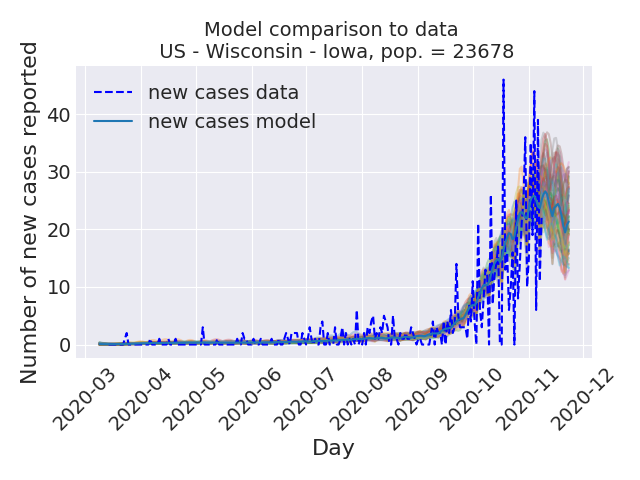 Model comparison to data
US - Wisconsin - Iowa, pop. = 23678
Number of new cases reported
new cases data
new cases model
40
30
20
10
0
2020-03
2020-04
2020-05
2020-06
2020-07
2020-08
2020-09
2020-10
2020-11
2020-12
Day